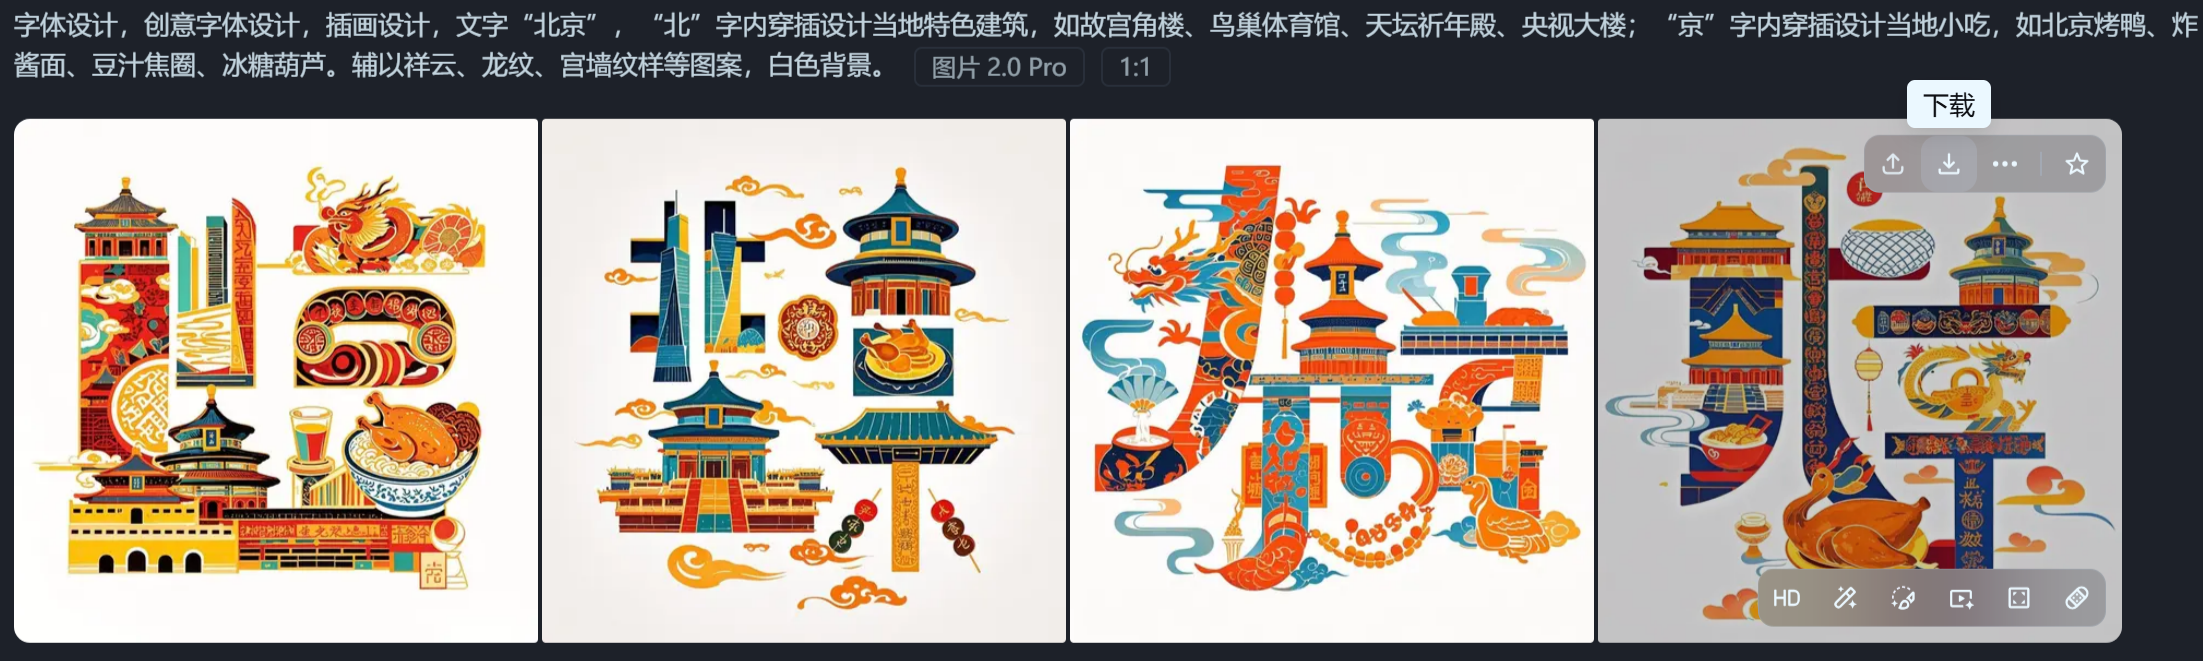 字体设计，创意字体设计，插画设计，文字“北京”，“北”字内穿插设计当地特色建筑，如故宫角楼、鸟巢体育馆、天坛祈年殿、央视大楼；“京”字内穿插设计当地小吃，如北京烤鸭、炸
酱面、豆汁焦圈、冰糖葫芦。辅以祥云、龙纹、宫墙纹样等图案，白色背景。 图片 2.0 Pro 1:1
下载
HD